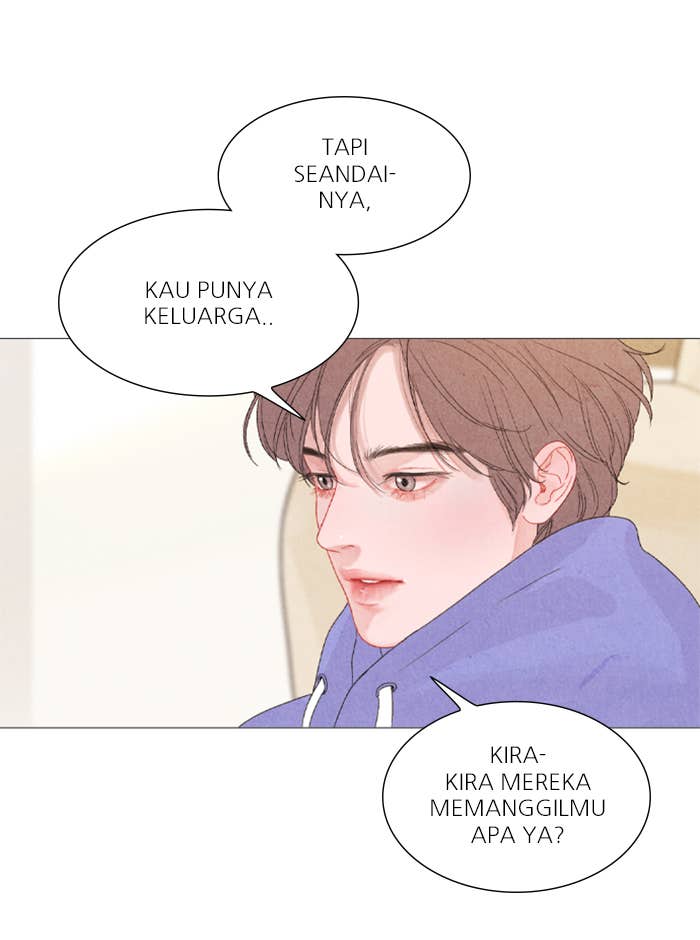 TAPI
SEANDAI-
NYA,
KAU PUNYA
KELUARGA..
KIRA-
KIRA MEREKA
MEMANGGILMU
APA YA?